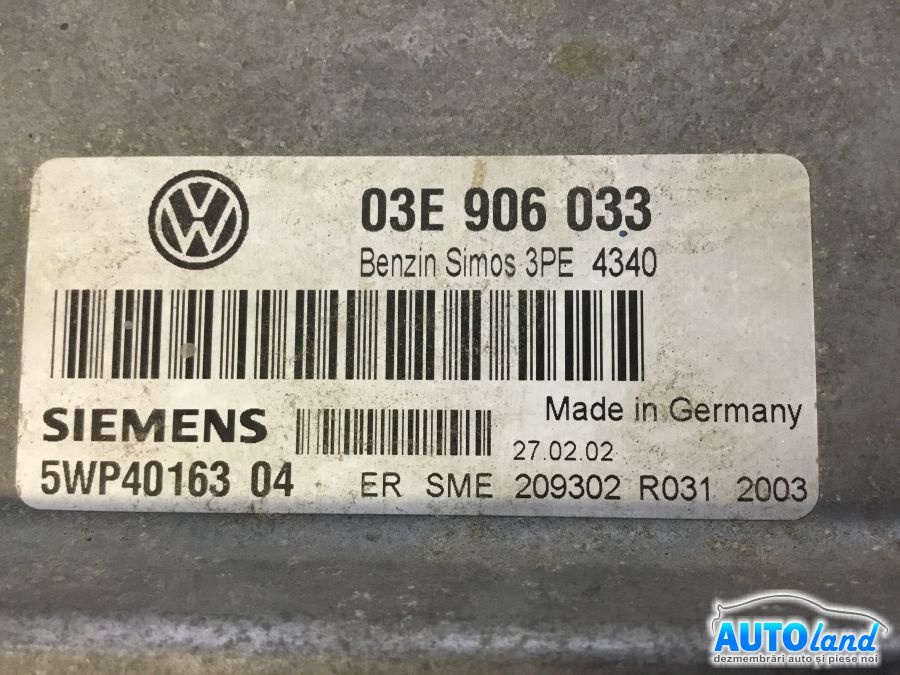 03E 906 033
Benzin Simos 3PE 4340
SIEMENS
Made in Germany
27.02.02
5WP40163 04
ER SME 209302 R031 2003
AUTOland
dezmembrări auto și piese noi